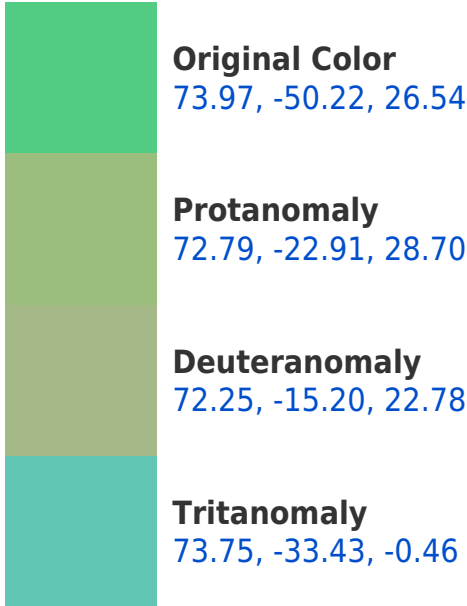 Original Color
73.97, -50.22, 26.54
Protanomaly
72.79, -22.91, 28.70
Deuteranomaly
72.25, -15.20, 22.78
Tritanomaly
73.75, -33.43, -0.46